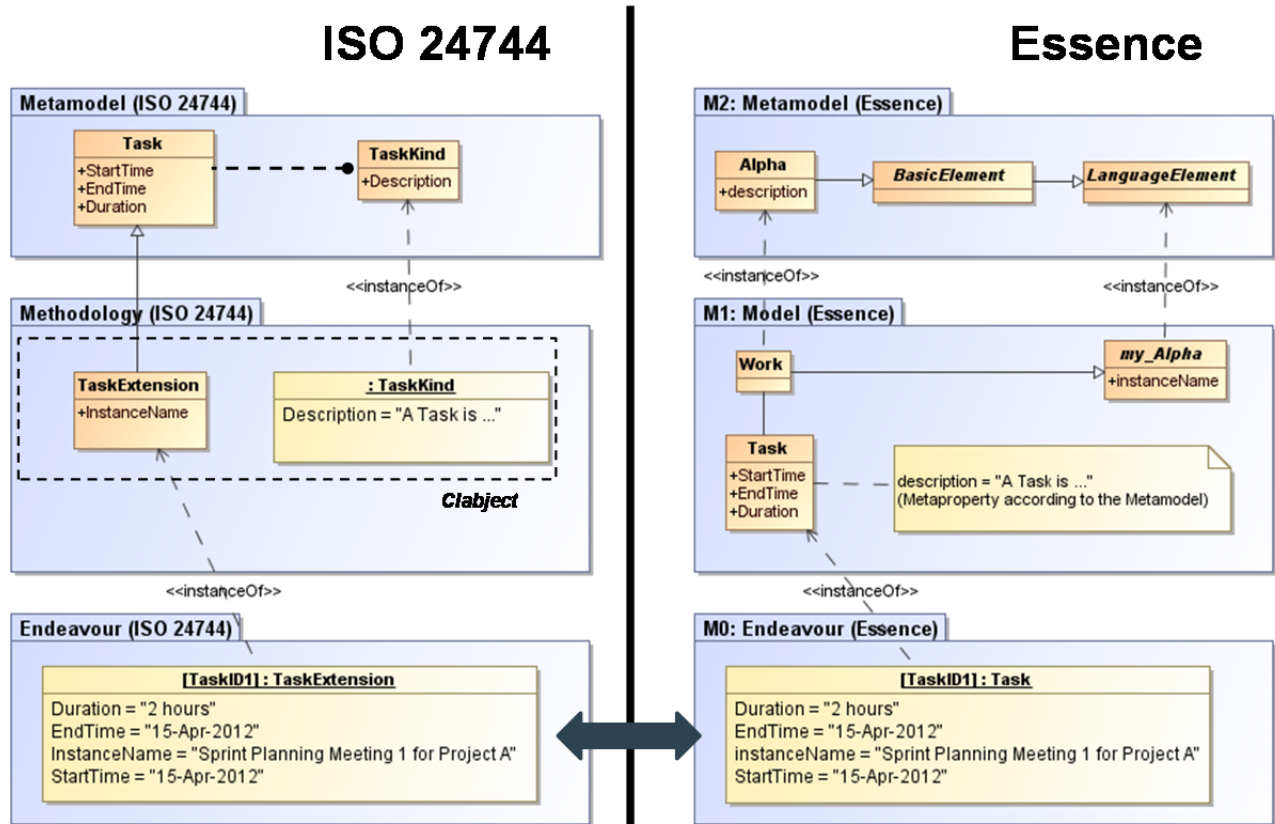 ISO 24744
Metamodel (ISO 24744)
Task
+StartTime
+EndTime
+Duration
TaskKind
+Description
<<instanceOf>>
Methodology (ISO 24744)
TaskExtension
+InstanceName
: TaskKind
Description = "A Task is ..."
Clabject
<<instanceOf>>
Endeavour (ISO 24744)
[TaskID1] : TaskExtension
Duration = "2 hours"
EndTime = "15-Apr-2012"
InstanceName = "Sprint Planning Meeting 1 for Project A"
StartTime = "15-Apr-2012"
Essence
M2: Metamodel (Essence)
Alpha
+description
BasicElement
LanguageElement
<<instanceOf>>
<<instanceOf>>
M1: Model (Essence)
Work
my_Alpha
+instanceName
Task
+StartTime
+EndTime
+Duration
description = "A Task is ..."
(Metaproperty according to the Metamodel)
<<instanceOf>>
M0: Endeavour (Essence)
[TaskID1] : Task
Duration = "2 hours"
EndTime = "15-Apr-2012"
instanceName = "Sprint Planning Meeting 1 for Project A"
StartTime = "15-Apr-2012"